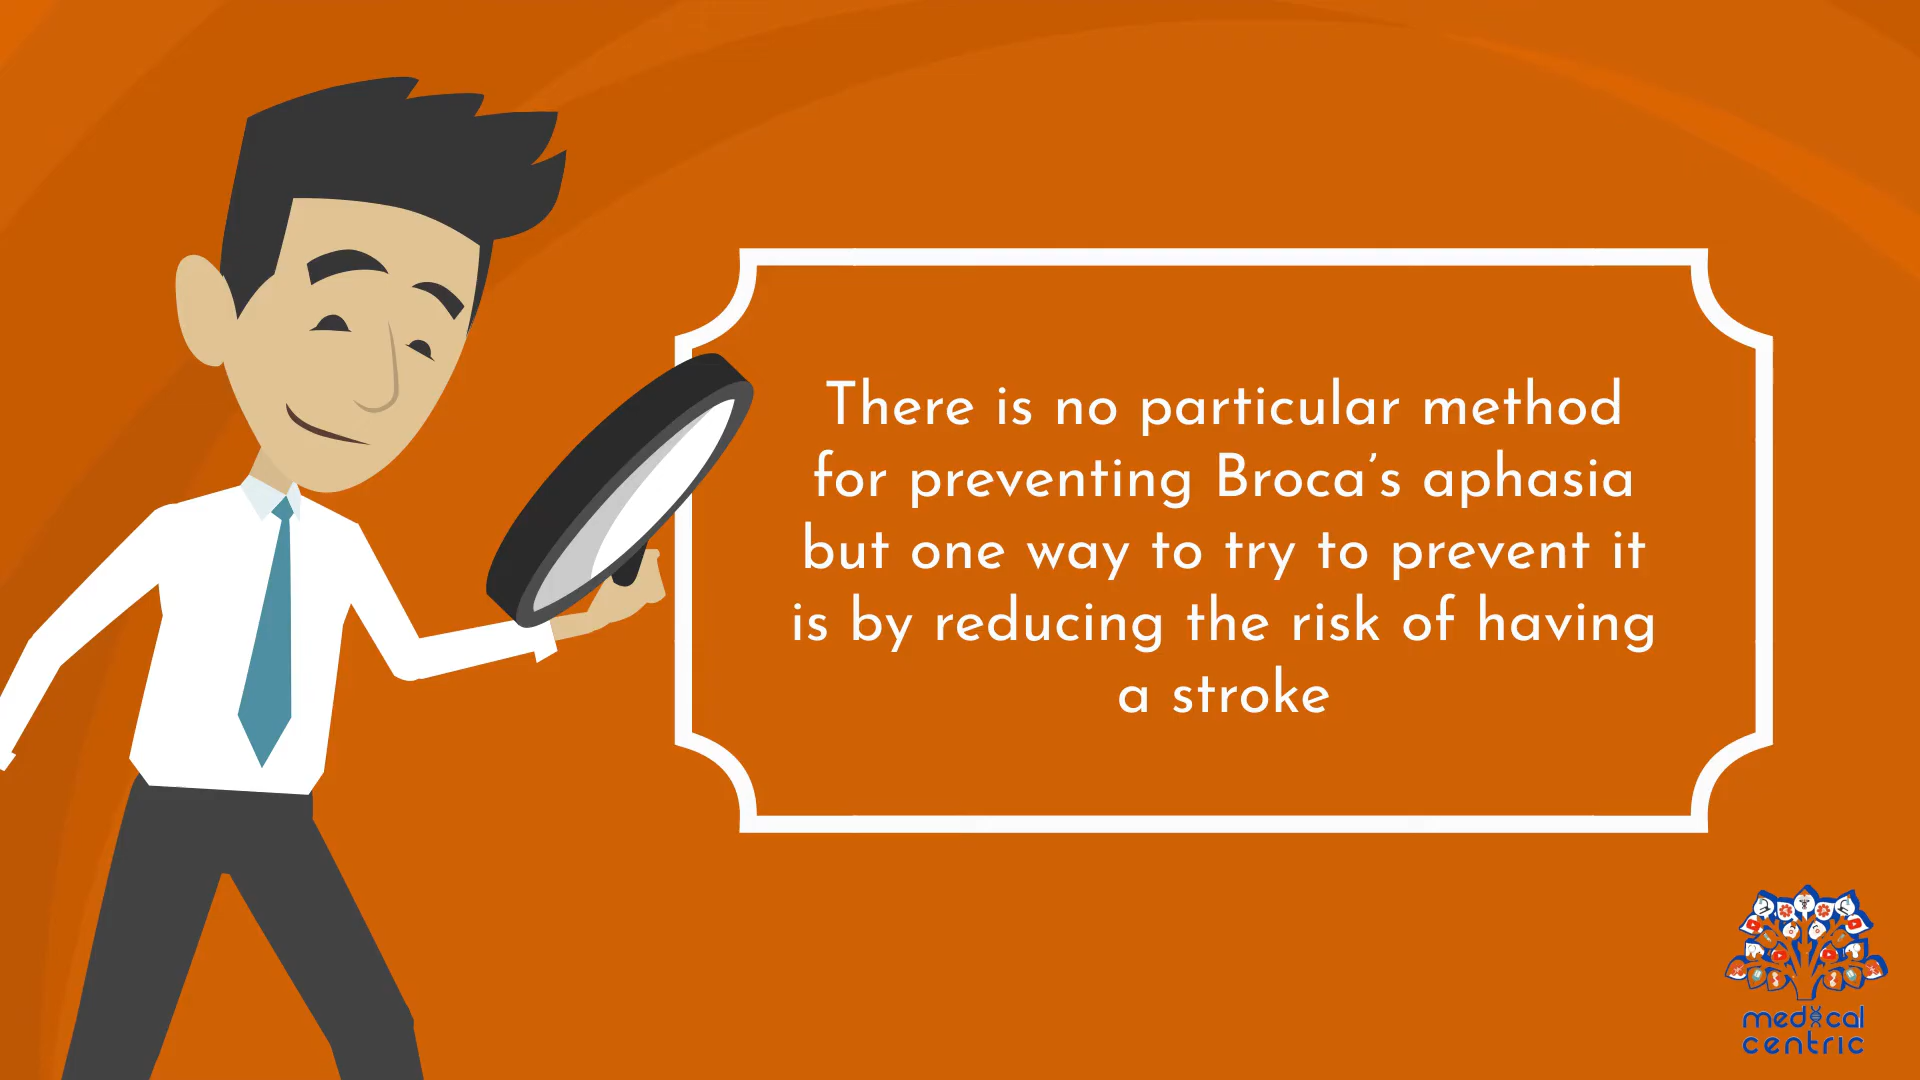 There is no particular method
for preventing Broca's aphasia
but one way to try to prevent it
is by reducing the risk of having
a stroke
medical
centric